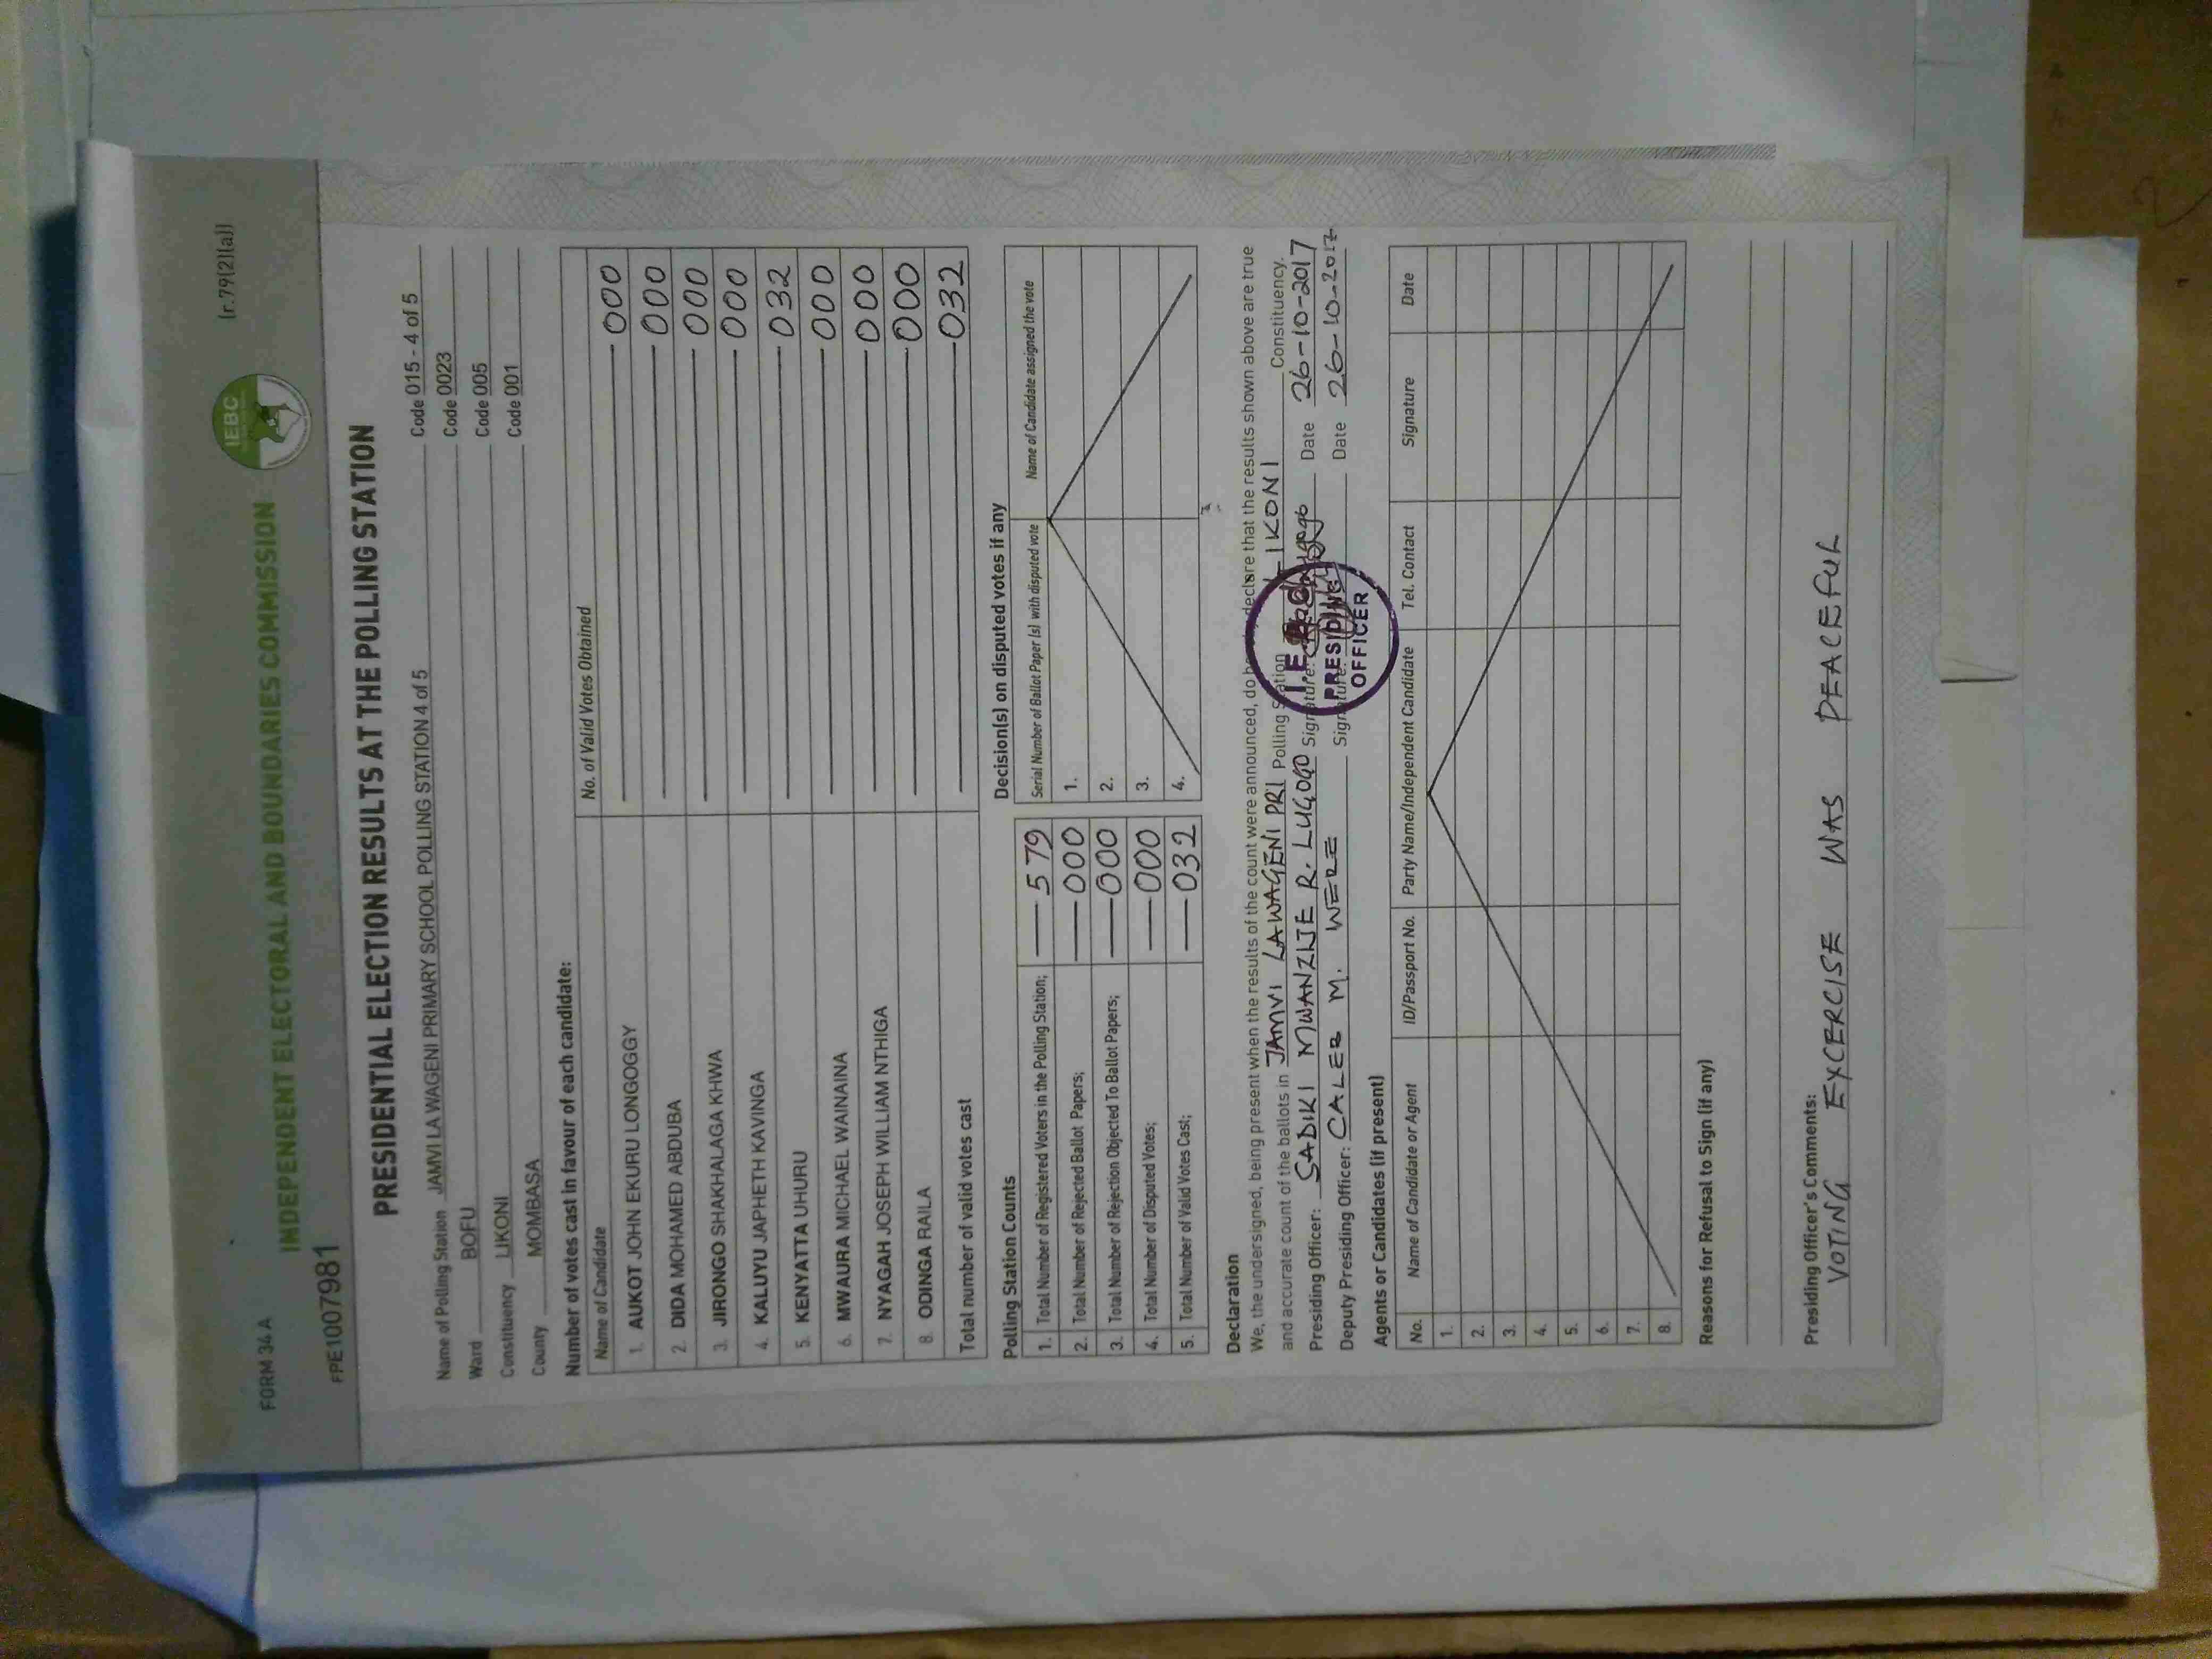 FORM 34 A
(r.79(2)(a))
IEBC
INDEPENDENT ELECTORAL AND BOUNDARIES COMMISSION
FPE1007981
PRESIDENTIAL ELECTION RESULTS AT THE POLLING STATION
Name of Polling Station JAMVI LA WAGENI PRIMARY SCHOOL POLLING STATION 4 of 5 Code 015 - 4 of 5
Ward BOFU Code 0023
Constituency LIKONI Code 005
County MOMBASA Code 001
Number of votes cast in favour of each candidate:
Name of Candidate No. of Valid Votes Obtained
1. AUKOT JOHN EKURU LONGOGGY 000
2. DIDA MOHAMED ABDUBA 000
3. JIRONGO SHAKHALAGA KHWA 000
4. KALUYU JAPHETH KAVINGA 000
5. KENYATTA UHURU 032
6. MWAURA MICHAEL WAINAINA 000
7. NYAGAH JOSEPH WILLIAM NTHIGA 000
8. ODINGA RAILA 000
Total number of valid votes cast 032
Polling Station Counts
1. Total Number of Registered Voters in the Polling Station; 579
2. Total Number of Rejected Ballot Papers; 000
3. Total Number of Rejection Objected To Ballot Papers; 000
4. Total Number of Disputed Votes; 000
5. Total Number of Valid Votes Cast; 032
Decision(s) on disputed votes if any
Serial Number of Ballot Paper (s) with disputed vote Name of Candidate assigned the vote
1.
2.
3.
4.
Declaration
We, the undersigned, being present when the results of the count were announced, do hereby declare that the results shown above are true
and accurate count of the ballots in JAMVI LA WAGENI PRI Polling Station LIKONI Constituency.
Presiding Officer: SADIKI MWANZIJE R. LUGOGO Signature: Date 26-10-2017
Deputy Presiding Officer: CALEB M. WERE Signature: Date 26-10-2017
PRESIDING
OFFICER
Agents or Candidates (if present)
No. Name of Candidate or Agent ID/Passport No. Party Name/Independent Candidate Tel. Contact Signature Date
1.
2.
3.
4.
5.
6.
7.
8.
Reasons for Refusal to Sign (if any)
Presiding Officer's Comments:
VOTING EXCERCISE WAS PEACEFUL